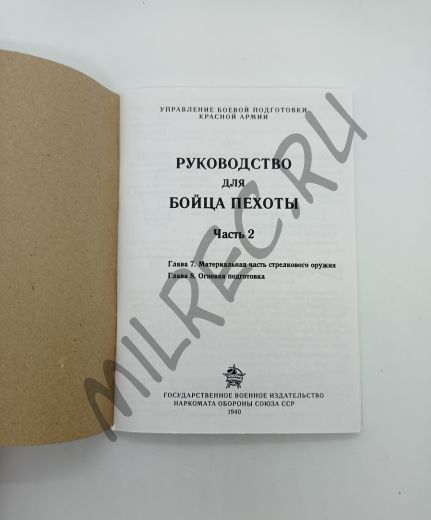 УПРАВЛЕНИЕ БОЕВОЙ ПОДГОТОВКИ
КРАСНОЙ АРМИИ
РУКОВОДСТВО
ДЛЯ
БОЙЦА ПЕХОТЫ
Часть 2
Глава 7. Материальная часть стрелкового оружия
Глава 8. Огневая подготовка
ГОСУДАРСТВЕННОЕ ВОЕННОЕ ИЗДАТЕЛЬСТВО
НАРКОМАТА ОБОРОНЫ СОЮЗА ССР
1940
MILREC.RU